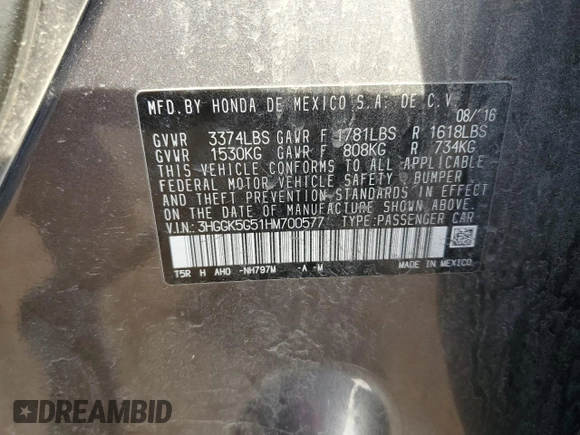 MFD. BY HONDA DE MEXICO S.A. DE C.V.
08/'16
GVWR 3374LBS GAWR F 1781LBS R 1618LBS
GVWR 1530KG GAWR F 808KG R 734KG
THIS VEHICLE CONFORMS TO ALL APPLICABLE
FEDERAL MOTOR VEHICLE SAFETY, BUMPER
AND THEFT PREVENTION STANDARDS IN EFFECT
ON THE DATE OF MANUFACTURE SHOWN ABOVE.
V.I.N.: 3HGGK5G51HM700577 TYPE: PASSENGER CAR
T5R H AH0 -NH797M -A -M MADE IN MEXICO
DREAMBID